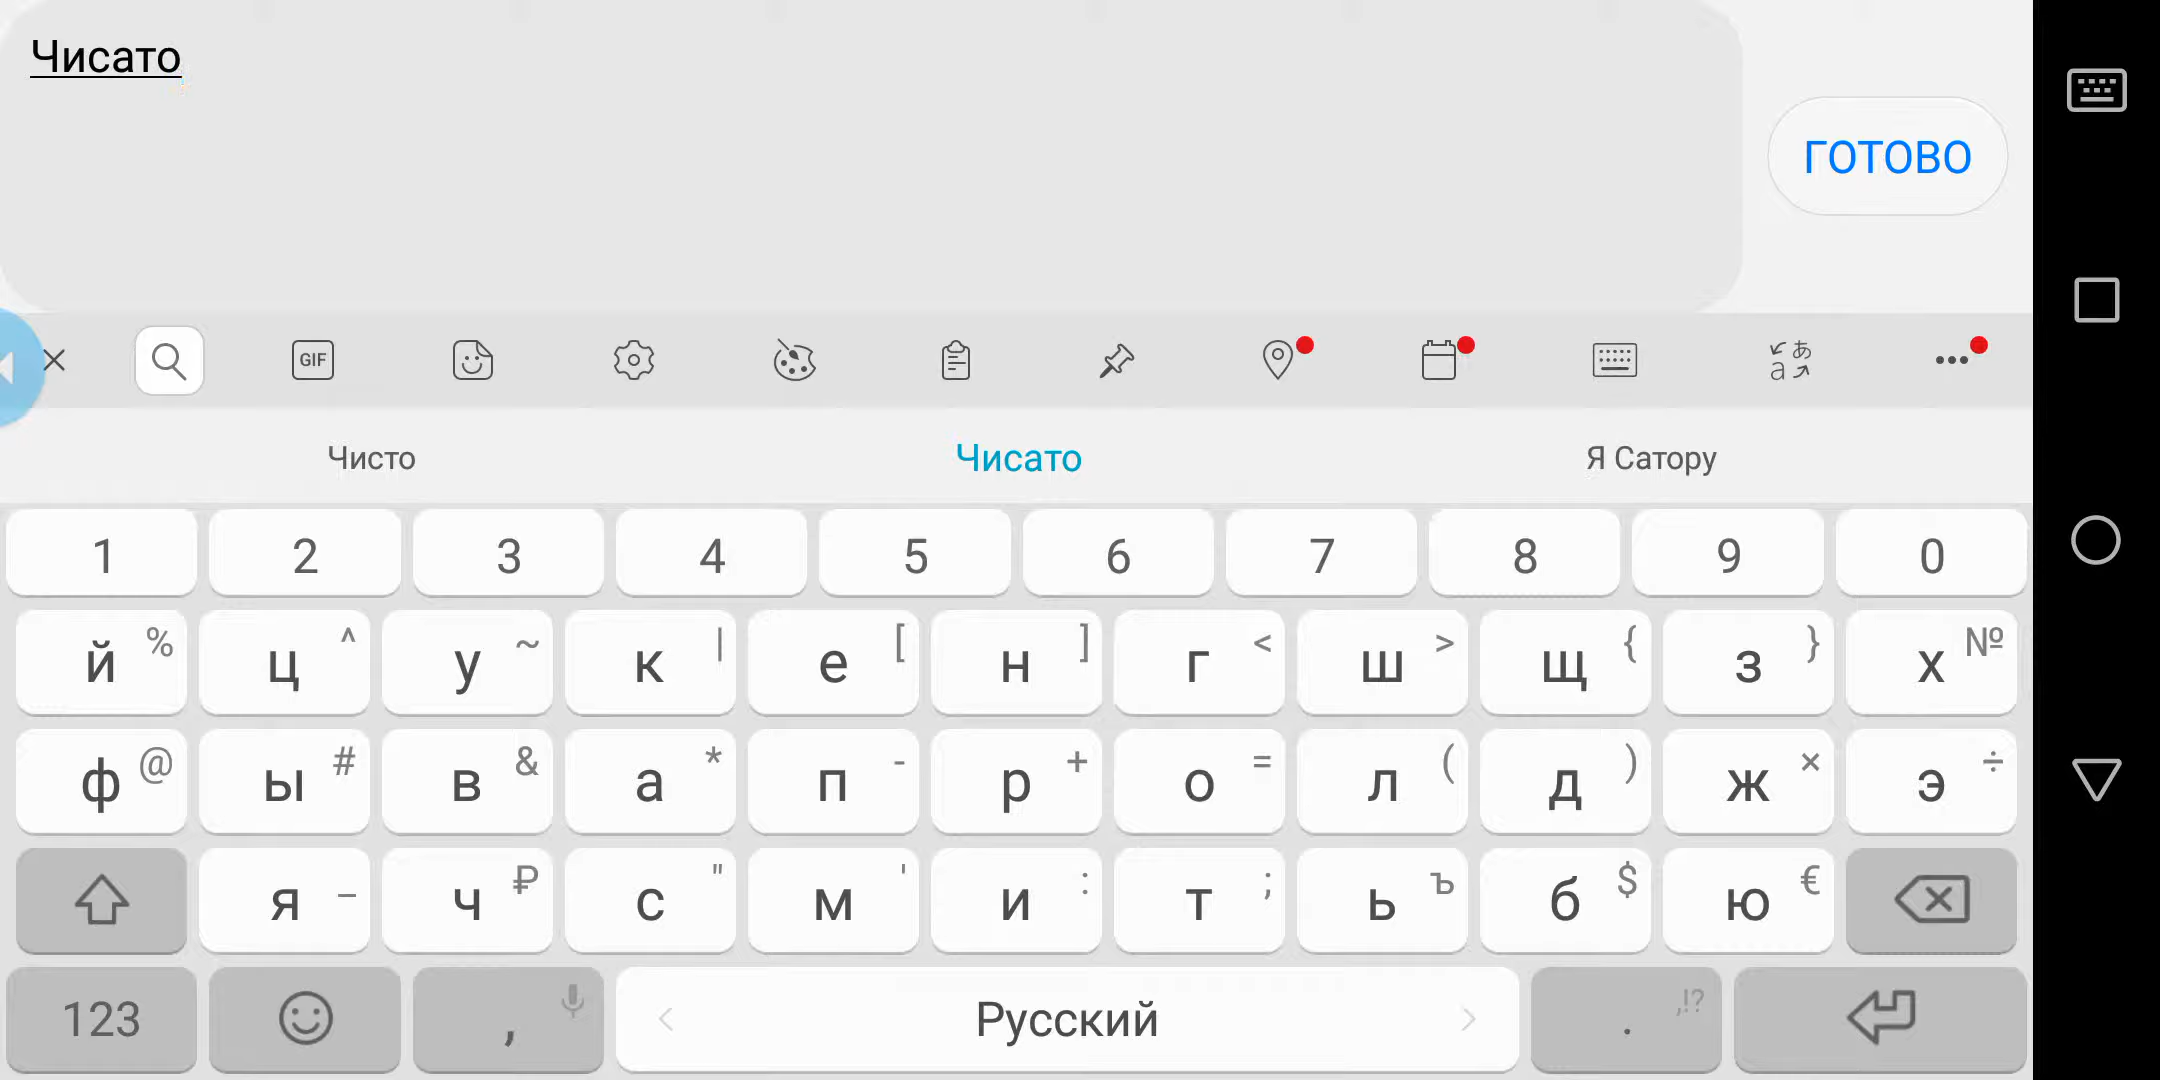 Чисато
ГОТОВО
GIF
あ
a
Чисто Чисато Я Сатору
1 2 3 4 5 6 7 8 9 0
й % ц ^ у ~ к | е [ н ] г < ш > щ { з } х №
ф @ ы # в & а * п - р + о = л ( д ) ж × э ÷
я _ ч ₽ с " м ' и : т ; ь ъ б $ ю €
123 , < Русский > . ,!?